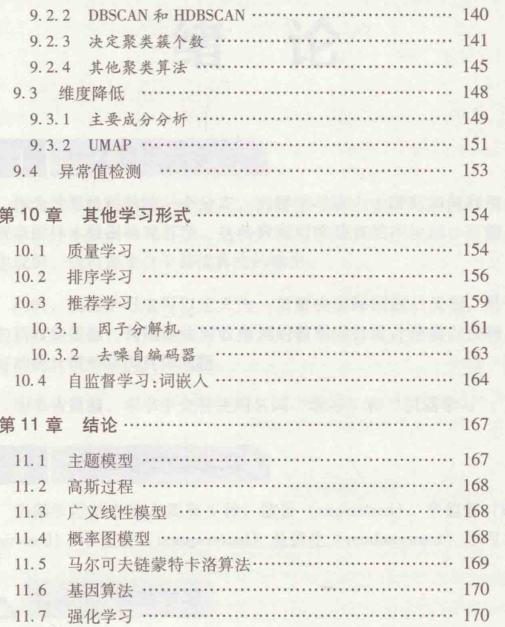 9.2.2 DBSCAN 和 HDBSCAN ………………………… 140
9.2.3 决定聚类簇个数 ………………………… 141
9.2.4 其他聚类算法 ………………………… 145
9.3 维度降低 ………………………… 148
9.3.1 主要成分分析 ………………………… 149
9.3.2 UMAP ………………………… 151
9.4 异常值检测 ………………………… 153
第 10 章 其他学习形式 ………………………… 154
10.1 质量学习 ………………………… 154
10.2 排序学习 ………………………… 156
10.3 推荐学习 ………………………… 159
10.3.1 因子分解机 ………………………… 161
10.3.2 去噪自编码器 ………………………… 163
10.4 自监督学习:词嵌入 ………………………… 164
第 11 章 结论 ………………………… 167
11.1 主题模型 ………………………… 167
11.2 高斯过程 ………………………… 168
11.3 广义线性模型 ………………………… 168
11.4 概率图模型 ………………………… 168
11.5 马尔可夫链蒙特卡洛算法 ………………………… 169
11.6 基因算法 ………………………… 170
11.7 强化学习 ………………………… 170